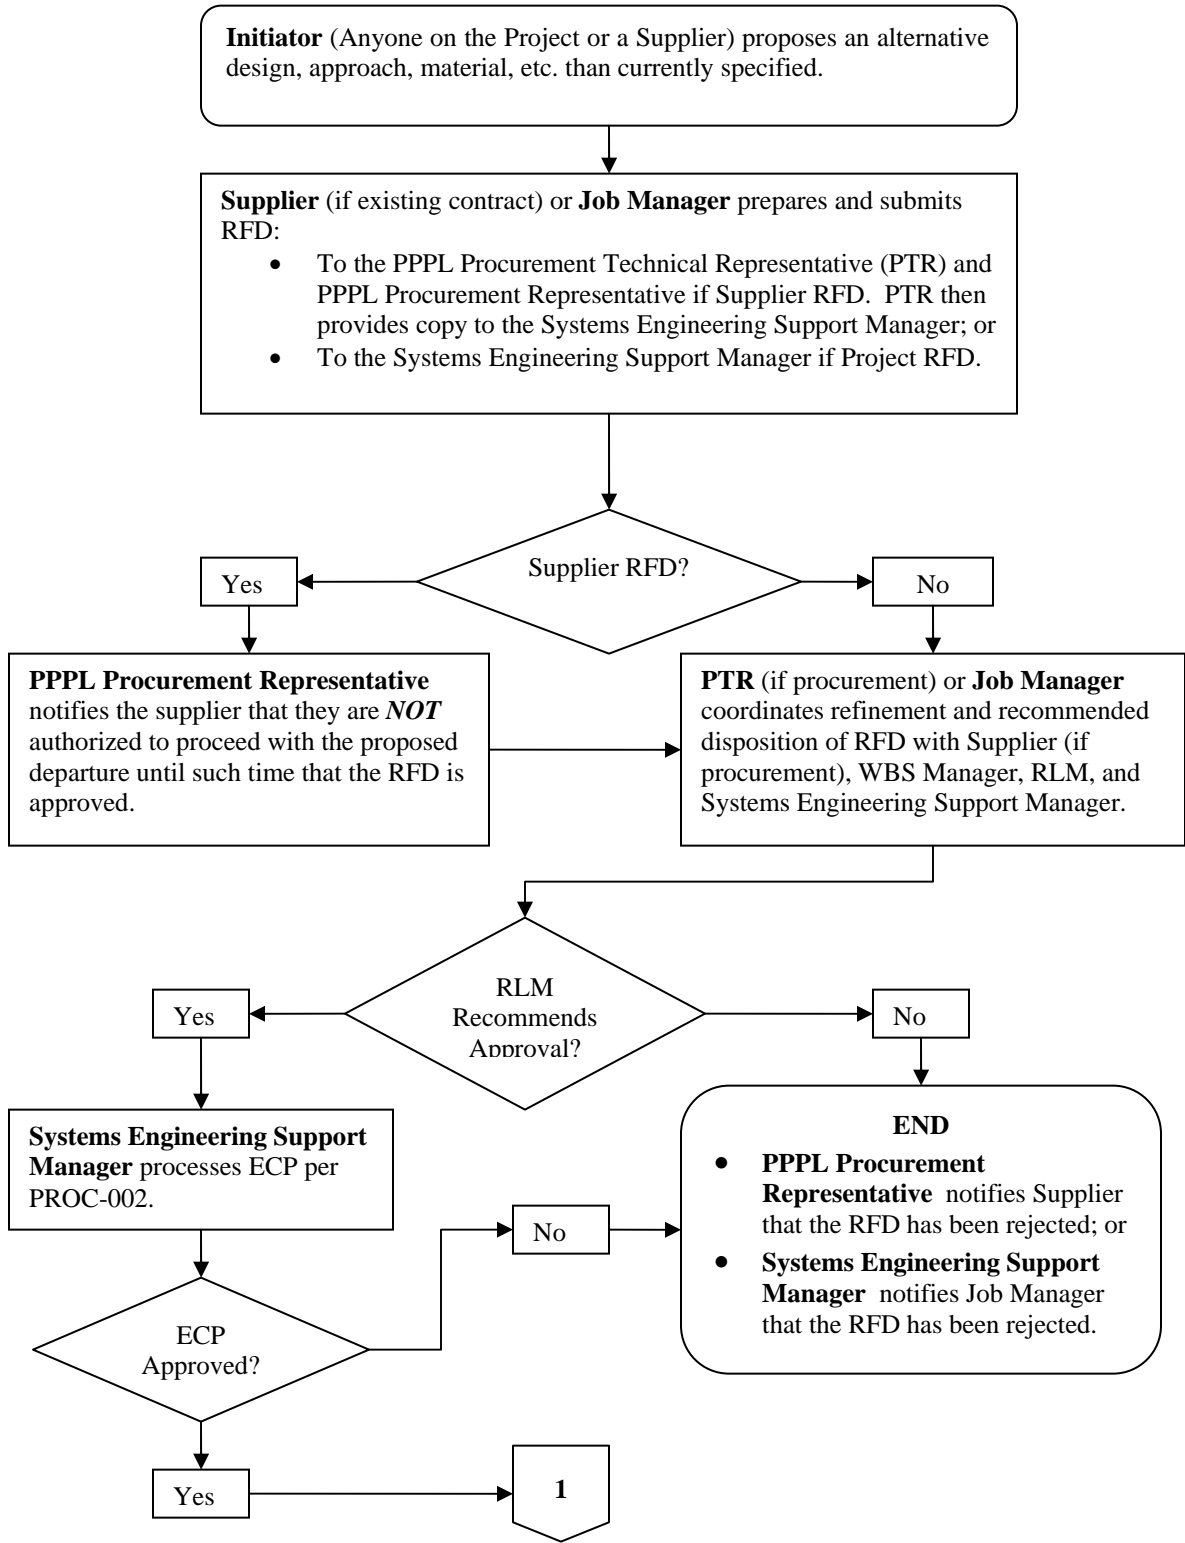 Initiator (Anyone on the Project or a Supplier) proposes an alternative
design, approach, material, etc. than currently specified.
Supplier (if existing contract) or Job Manager prepares and submits
RFD:
• To the PPPL Procurement Technical Representative (PTR) and
PPPL Procurement Representative if Supplier RFD. PTR then
provides copy to the Systems Engineering Support Manager; or
• To the Systems Engineering Support Manager if Project RFD.
Supplier RFD?
Yes
No
PPPL Procurement Representative
notifies the supplier that they are NOT
authorized to proceed with the proposed
departure until such time that the RFD is
approved.
PTR (if procurement) or Job Manager
coordinates refinement and recommended
disposition of RFD with Supplier (if
procurement), WBS Manager, RLM, and
Systems Engineering Support Manager.
RLM
Recommends
Approval?
Yes
No
Systems Engineering Support
Manager processes ECP per
PROC-002.
END
• PPPL Procurement
Representative notifies Supplier
that the RFD has been rejected; or
• Systems Engineering Support
Manager notifies Job Manager
that the RFD has been rejected.
No
ECP
Approved?
Yes
1